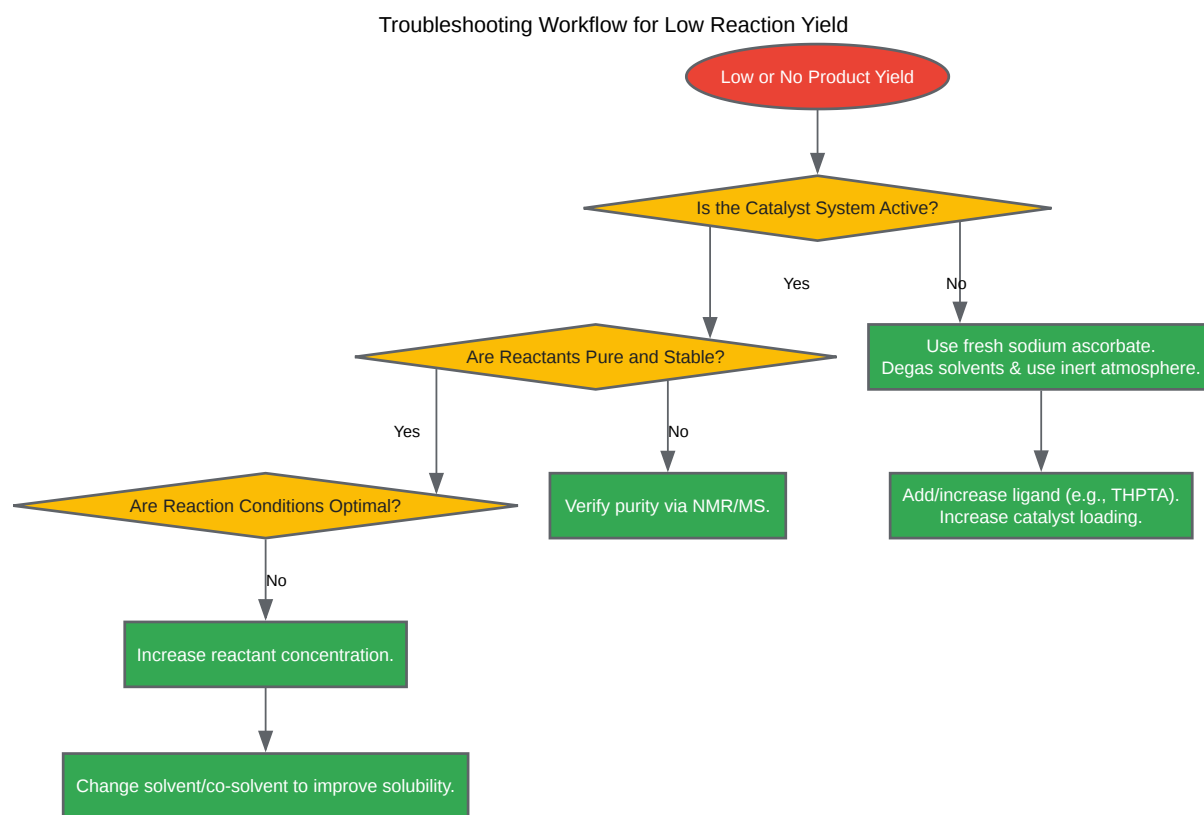 Troubleshooting Workflow for Low Reaction Yield
Low or No Product Yield
Is the Catalyst System Active?
Yes
No
Are Reactants Pure and Stable?
Use fresh sodium ascorbate.
Degas solvents & use inert atmosphere.
Yes
No
Are Reaction Conditions Optimal?
Verify purity via NMR/MS.
Add/increase ligand (e.g., THPTA).
Increase catalyst loading.
No
Increase reactant concentration.
Change solvent/co-solvent to improve solubility.